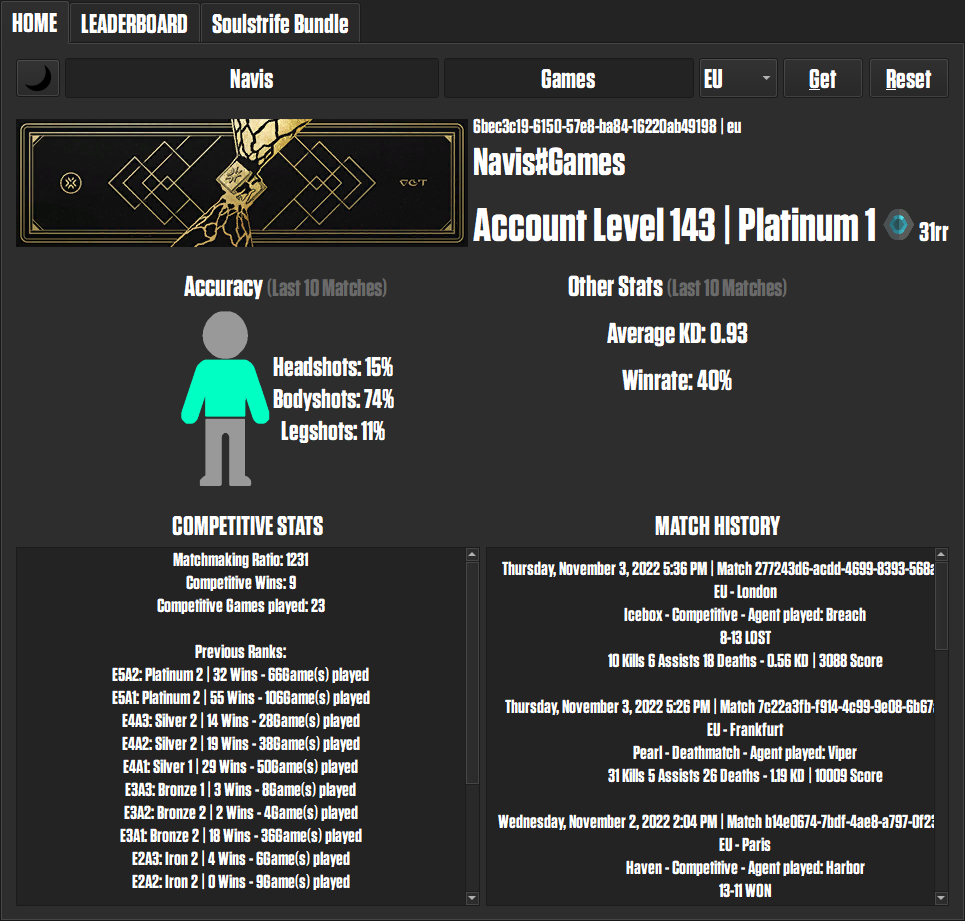 HOME LEADERBOARD Soulstrife Bundle
Navis Games EU Get Reset
6bec3c19-6150-57e8-ba84-16220ab49198 | eu
Navis#Games
VCT
Account Level 143 | Platinum 1 31rr
Accuracy (Last 10 Matches)
Headshots: 15%
Bodyshots: 74%
Legshots: 11%
Other Stats (Last 10 Matches)
Average KD: 0.93
Winrate: 40%
COMPETITIVE STATS
Matchmaking Ratio: 1231
Competitive Wins: 9
Competitive Games played: 23
Previous Ranks:
E5A2: Platinum 2 | 32 Wins - 66Game(s) played
E5A1: Platinum 2 | 55 Wins - 106Game(s) played
E4A3: Silver 2 | 14 Wins - 28Game(s) played
E4A2: Silver 2 | 19 Wins - 38Game(s) played
E4A1: Silver 1 | 29 Wins - 50Game(s) played
E3A3: Bronze 1 | 3 Wins - 8Game(s) played
E3A2: Bronze 2 | 2 Wins - 4Game(s) played
E3A1: Bronze 2 | 18 Wins - 36Game(s) played
E2A3: Iron 2 | 4 Wins - 6Game(s) played
E2A2: Iron 2 | 0 Wins - 9Game(s) played
MATCH HISTORY
Thursday, November 3, 2022 5:36 PM | Match 277243d6-acdd-4699-8393-568a
EU - London
Icebox - Competitive - Agent played: Breach
8-13 LOST
10 Kills 6 Assists 18 Deaths - 0.56 KD | 3088 Score
Thursday, November 3, 2022 5:26 PM | Match 7c22a3fb-f914-4c99-9e08-6b67
EU - Frankfurt
Pearl - Deathmatch - Agent played: Viper
31 Kills 5 Assists 26 Deaths - 1.19 KD | 10009 Score
Wednesday, November 2, 2022 2:04 PM | Match b14e0674-7bdf-4ae8-a797-0f23
EU - Paris
Haven - Competitive - Agent played: Harbor
13-11 WON